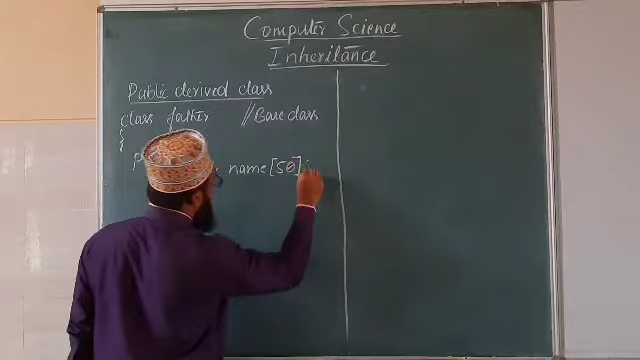 Computer Science
Inheritance
Public derived class
class father //Base class
{
name[50];